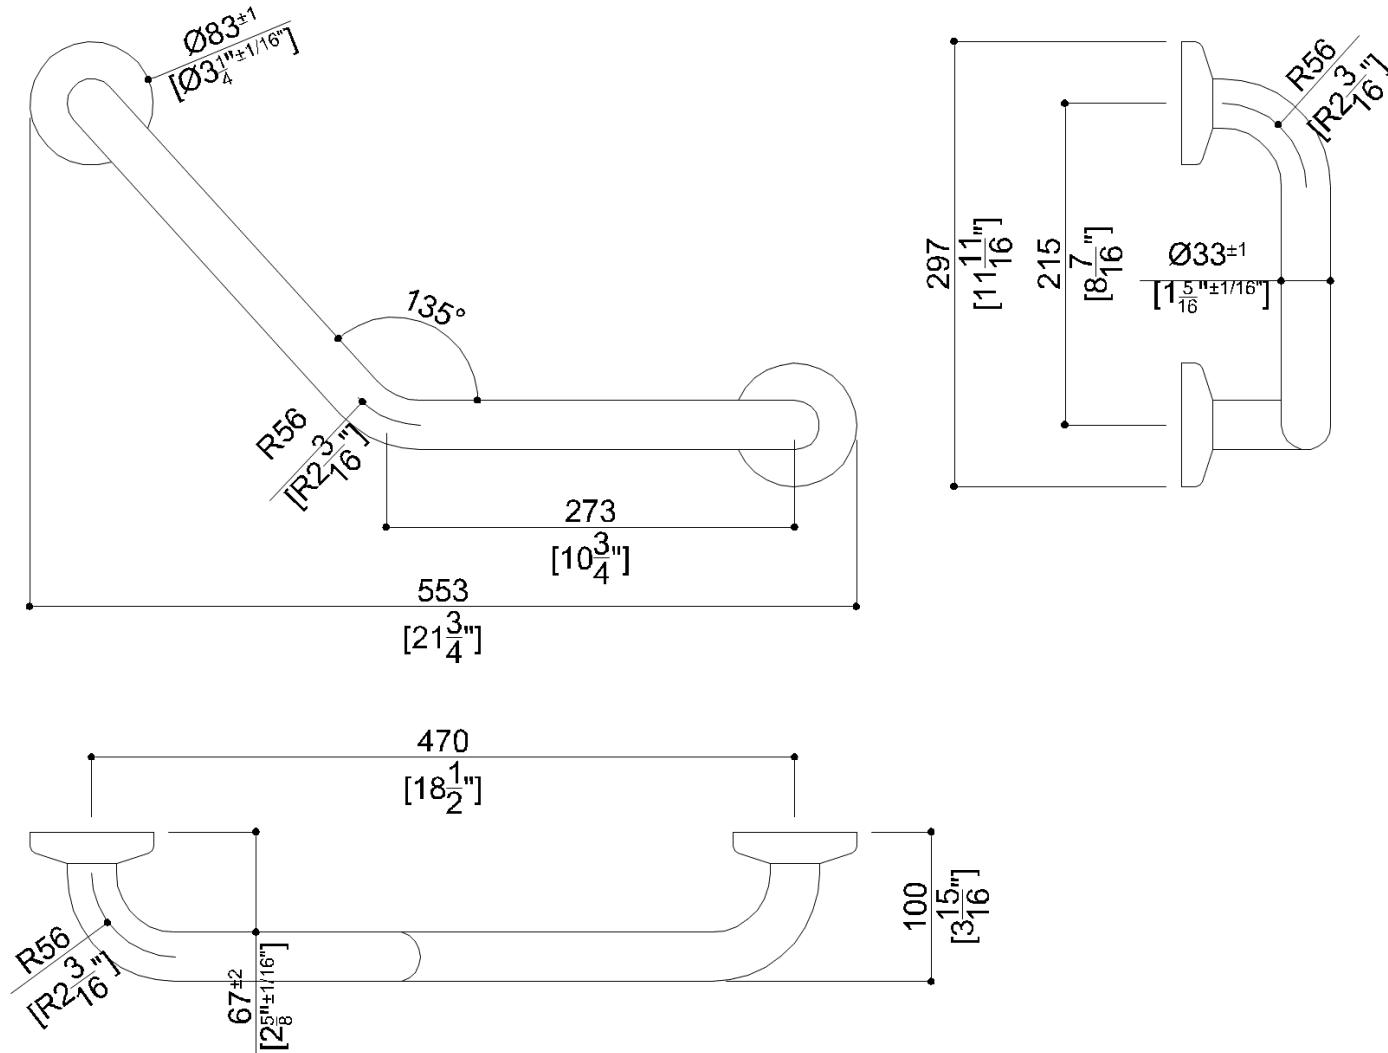 Ø83±1
[Ø3 1/4"±1/16"]
135°
R56
[R2 3/16"]
273
[10 3/4"]
553
[21 3/4"]
R56
[R2 3/16"]
297
[11 11/16"]
215
[8 7/16"]
Ø33±1
[1 5/16"±1/16"]
470
[18 1/2"]
R56
[R2 3/16"]
67±2
[2 5/8"±1/16"]
100
[3 15/16"]